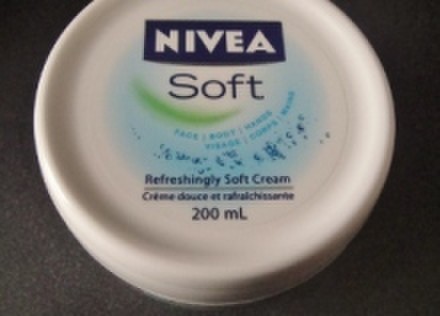 NIVEA
Soft
FACE | BODY | HANDS
VISAGE | CORPS | MAINS
Refreshingly Soft Cream
Crème douce et rafraîchissante
200 mL